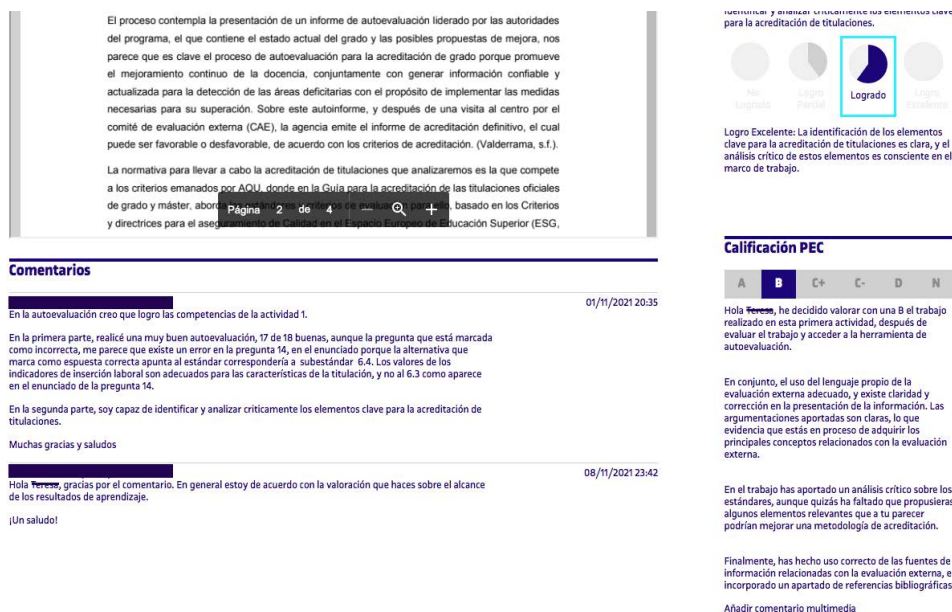 El proceso contempla la presentación de un informe de autoevaluación liderado por las autoridades
del programa, el que contiene el estado actual del grado y las posibles propuestas de mejora, nos
parece que es clave el proceso de autoevaluación para la acreditación de grado porque promueve
el mejoramiento continuo de la docencia, conjuntamente con generar información confiable y
actualizada para la detección de las áreas deficitarias con el propósito de implementar las medidas
necesarias para su superación. Sobre este autoinforme, y después de una visita al centro por el
comité de evaluación externa (CAE), la agencia emite el informe de acreditación definitivo, el cual
puede ser favorable o desfavorable, de acuerdo con los criterios de acreditación. (Valderrama, s.f.).
La normativa para llevar a cabo la acreditación de titulaciones que analizaremos es la que compete
a los criterios emanados por AQU, donde en la Guía para la acreditación de las titulaciones oficiales
de grado y máster, aborda los estándares y criterios de evaluación para ello, basado en los Criterios
y directrices para el aseguramiento de Calidad en el Espacio Europeo de Educación Superior (ESG,
Página 2 de 4 — +
Comentarios
01/11/2021 20:35
En la autoevaluación creo que logro las competencias de la actividad 1.
En la primera parte, realicé una muy buen autoevaluación, 17 de 18 buenas, aunque la pregunta que está marcada
como incorrecta, me parece que existe un error en la pregunta 14, en el enunciado porque la alternativa que
marca como espuesta correcta apunta al estándar correspondería a subestándar 6.4. Los valores de los
indicadores de inserción laboral son adecuados para las características de la titulación, y no al 6.3 como aparece
en el enunciado de la pregunta 14.
En la segunda parte, soy capaz de identificar y analizar criticamente los elementos clave para la acreditación de
titulaciones.
Muchas gracias y saludos
08/11/2021 23:42
Hola Teresa, gracias por el comentario. En general estoy de acuerdo con la valoración que haces sobre el alcance
de los resultados de aprendizaje.
¡Un saludo!
identificar y analizar críticamente los elementos clave
para la acreditación de titulaciones.
No Logrado
Logro Parcial
Logrado
Logro Excelente
Logro Excelente: La identificación de los elementos
clave para la acreditación de titulaciones es clara, y el
análisis crítico de estos elementos es consciente en el
marco de trabajo.
Calificación PEC
A B C+ C- D N
Hola Teresa, he decidido valorar con una B el trabajo
realizado en esta primera actividad, después de
evaluar el trabajo y acceder a la herramienta de
autoevaluación.
En conjunto, el uso del lenguaje propio de la
evaluación externa adecuado, y existe claridad y
corrección en la presentación de la información. Las
argumentaciones aportadas son claras, lo que
evidencia que estás en proceso de adquirir los
principales conceptos relacionados con la evaluación
externa.
En el trabajo has aportado un análisis crítico sobre los
estándares, aunque quizás ha faltado que propusieras
algunos elementos relevantes que a tu parecer
podrían mejorar una metodología de acreditación.
Finalmente, has hecho uso correcto de las fuentes de
información relacionadas con la evaluación externa, e
incorporado un apartado de referencias bibliográficas
Añadir comentario multimedia